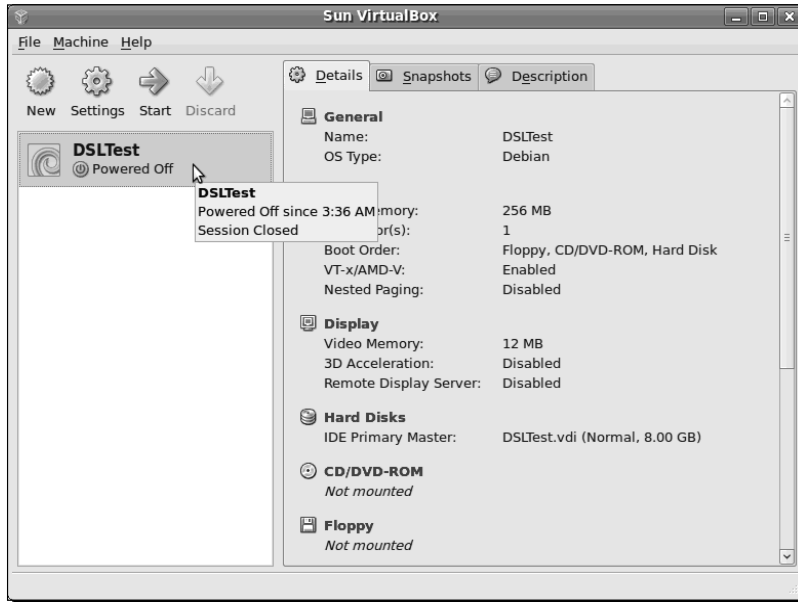 Sun VirtualBox
File Machine Help
New Settings Start Discard
DSLTest
Powered Off
DSLTest
Powered Off since 3:36 AM
Session Closed
Details Snapshots Description
General
Name: DSLTest
OS Type: Debian
emory: 256 MB
or(s): 1
Boot Order: Floppy, CD/DVD-ROM, Hard Disk
VT-x/AMD-V: Enabled
Nested Paging: Disabled
Display
Video Memory: 12 MB
3D Acceleration: Disabled
Remote Display Server: Disabled
Hard Disks
IDE Primary Master: DSLTest.vdi (Normal, 8.00 GB)
CD/DVD-ROM
Not mounted
Floppy
Not mounted